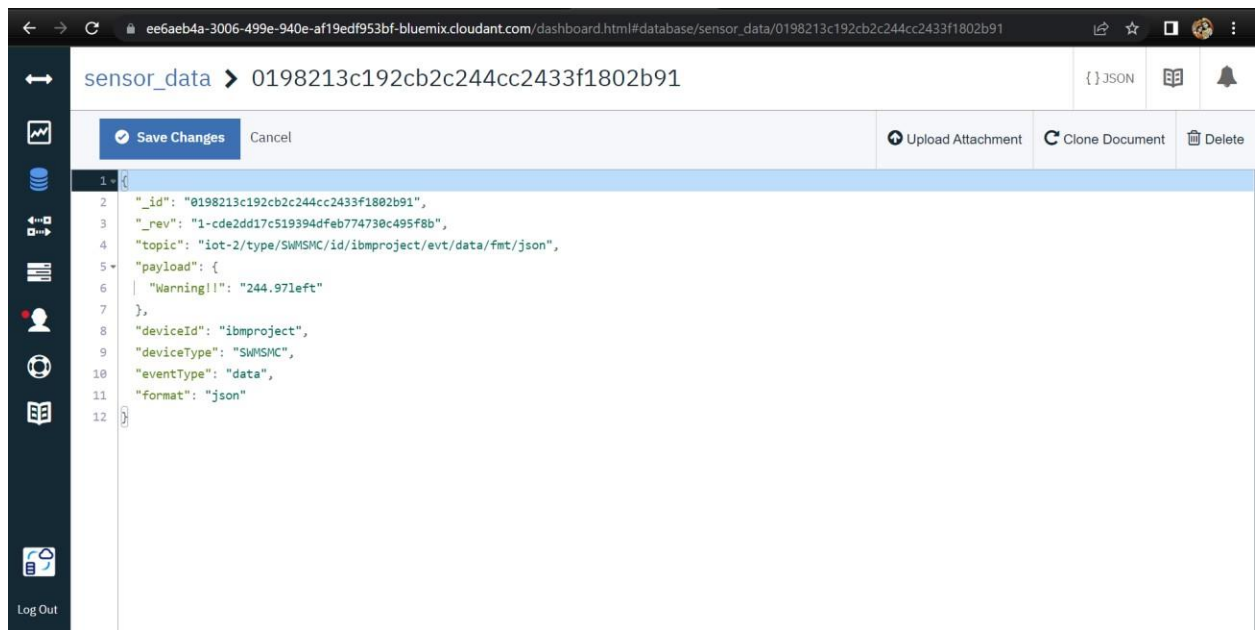 ee6aeb4a-3006-499e-940e-af19edf953bf-bluemix.cloudant.com/dashboard.html#database/sensor_data/0198213c192cb2c244cc2433f1802b91
sensor_data > 0198213c192cb2c244cc2433f1802b91
{ } JSON
Save Changes Cancel Upload Attachment Clone Document Delete
1 {
2 "_id": "0198213c192cb2c244cc2433f1802b91",
3 "_rev": "1-cde2dd17c519394dfeb774730c495f8b",
4 "topic": "iot-2/type/SWMSMC/id/ibmproject/evt/data/fmt/json",
5 "payload": {
6 "Warning!!": "244.97left"
7 },
8 "deviceId": "ibmproject",
9 "deviceType": "SWMSMC",
10 "eventType": "data",
11 "format": "json"
12 }
Log Out